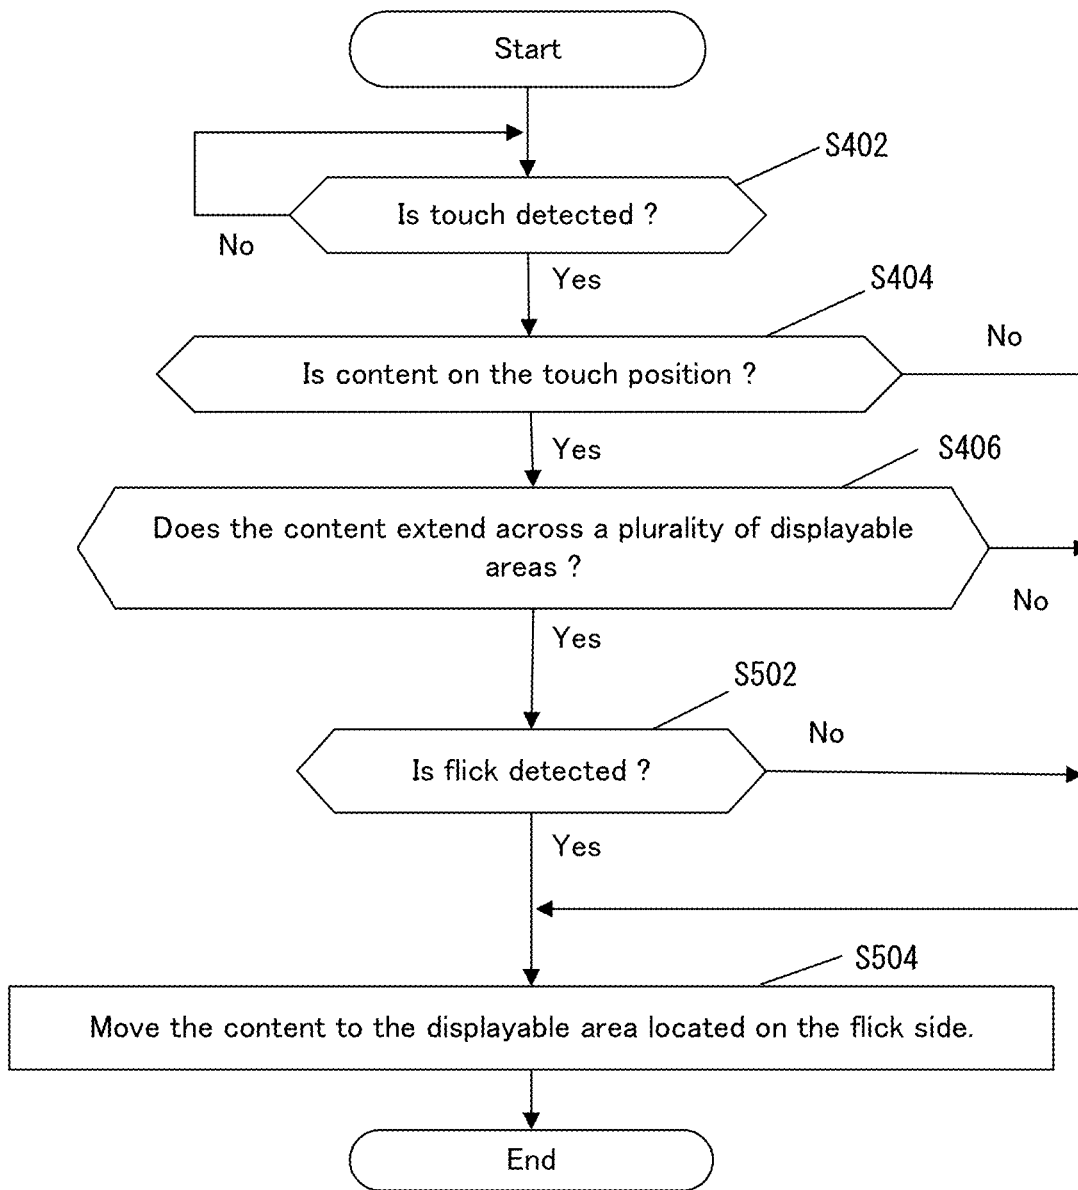 Start
S402
Is touch detected ?
No
Yes
S404
No
Is content on the touch position ?
Yes
S406
Does the content extend across a plurality of displayable
areas ?
No
Yes
S502
No
Is flick detected ?
Yes
S504
Move the content to the displayable area located on the flick side.
End